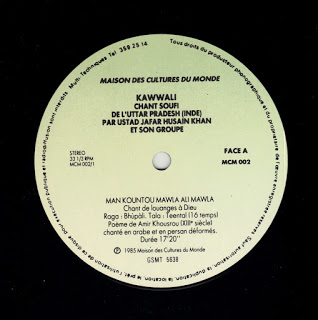 Multi-Techniques Tel 359 25 14
Tous droits du producteur phonographique et du
MAISON DES CULTURES DU MONDE
KAWWALI
CHANT SOUFI
DE L'UTTAR PRADESH (INDE)
PAR USTAD JAFAR HUSAIN KHAN
ET SON GROUPE
STEREO
33 1/3 RPM
MCM 002/1
FACE A
MCM 002
MAN KOUNTOU MAWLA ALI MAWLA
Chant de louanges à Dieu
Raga : Bhûpâli. Tala : Teental (16 temps)
Poème de Amir Khousrou (XIIIe siècle)
chanté en arabe et en persan déformés.
Durée 17'20"
Ⓟ 1985 Maison des Cultures du Monde
GSMT 5638